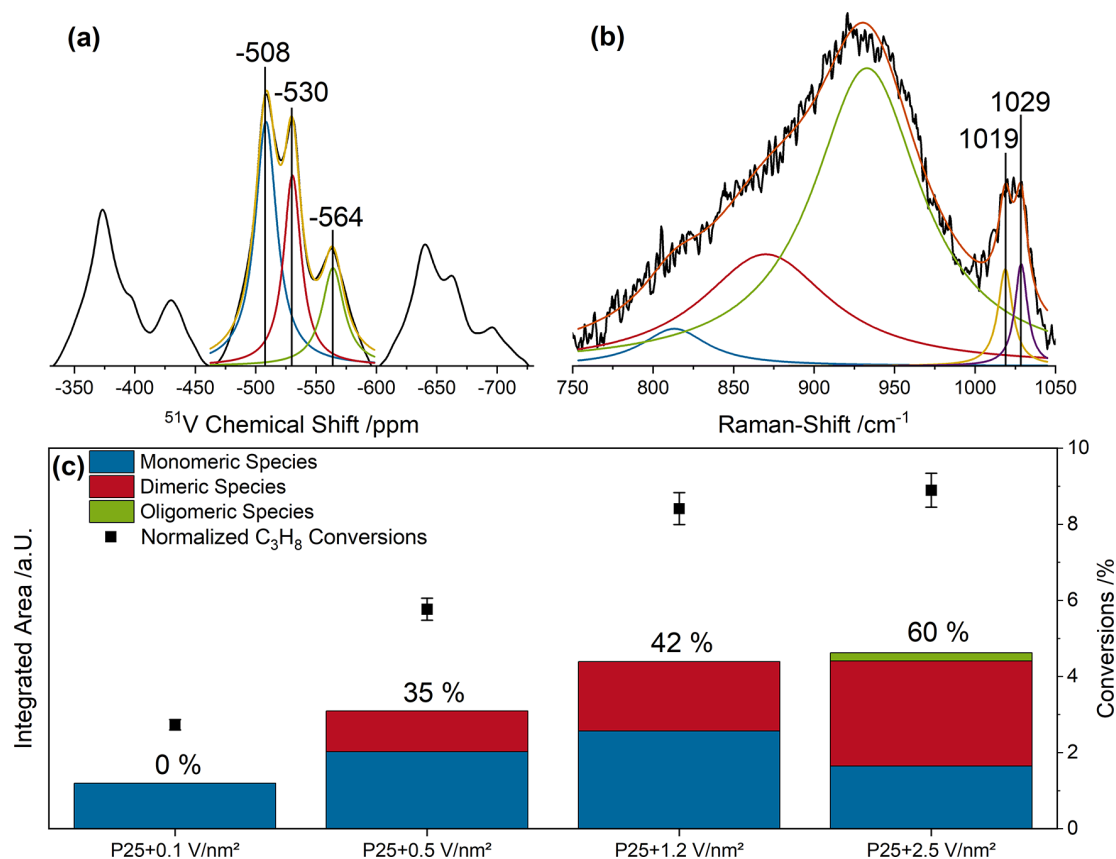 (a)
-508
-530
-564
-350 -400 -450 -500 -550 -600 -650 -700
⁵¹V Chemical Shift /ppm
(b)
1029
1019
750 800 850 900 950 1000 1050
Raman-Shift /cm⁻¹
(c)
Monomeric Species
Dimeric Species
Oligomeric Species
Normalized C₃H₈ Conversions
Integrated Area /a.U.
0 %
35 %
42 %
60 %
10
8
6
4
2
0
Conversions /%
P25+0.1 V/nm² P25+0.5 V/nm² P25+1.2 V/nm² P25+2.5 V/nm²